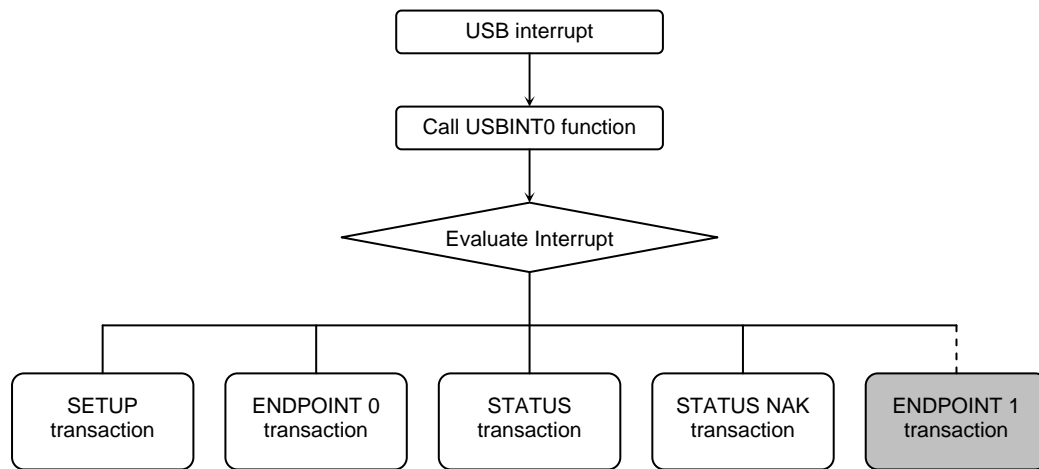 USB interrupt
Call USBINT0 function
Evaluate Interrupt
SETUP
transaction
ENDPOINT 0
transaction
STATUS
transaction
STATUS NAK
transaction
ENDPOINT 1
transaction